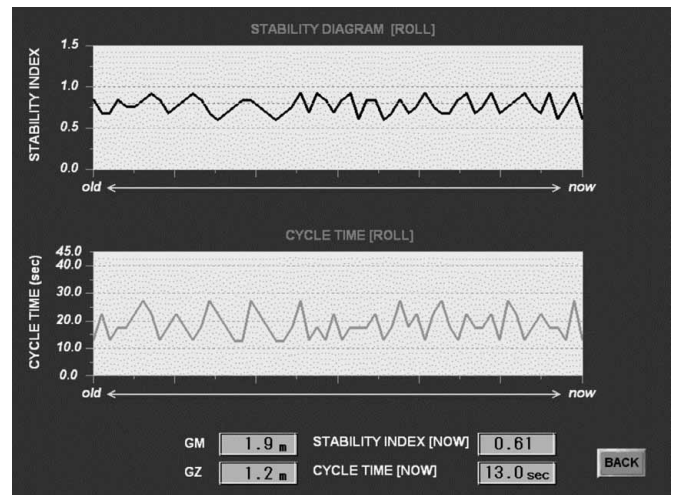 STABILITY DIAGRAM [ROLL]
STABILITY INDEX
1.5
1.0
0.5
0.0
old
now
CYCLE TIME [ROLL]
CYCLE TIME (sec)
45.0
40.0
30.0
20.0
10.0
0.0
old
now
GM 1.9 m STABILITY INDEX [NOW] 0.61
GZ 1.2 m CYCLE TIME [NOW] 13.0 sec
BACK